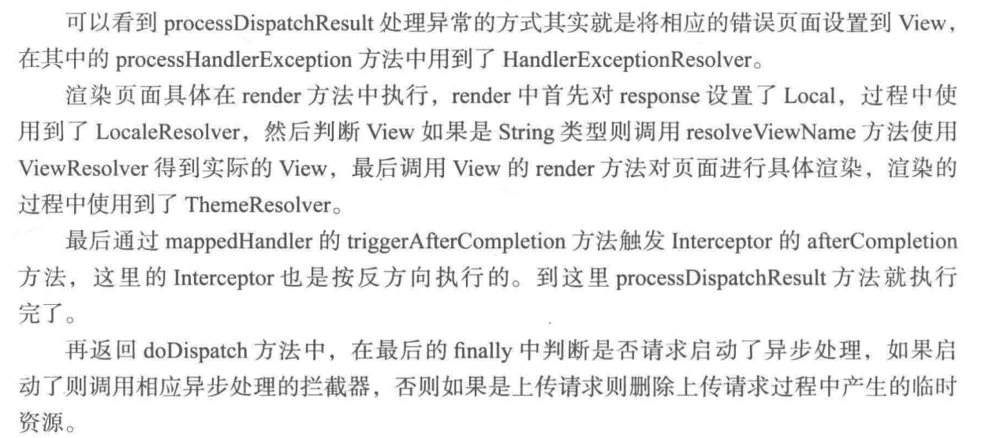 可以看到 processDispatchResult 处理异常的方式其实就是将相应的错误页面设置到 View，
在其中的 processHandlerException 方法中用到了 HandlerExceptionResolver。
渲染页面具体在 render 方法中执行，render 中首先对 response 设置了 Local，过程中使
用到了 LocaleResolver，然后判断 View 如果是 String 类型则调用 resolveViewName 方法使用
ViewResolver 得到实际的 View，最后调用 View 的 render 方法对页面进行具体渲染，渲染的
过程中使用到了 ThemeResolver。
最后通过 mappedHandler 的 triggerAfterCompletion 方法触发 Interceptor 的 afterCompletion
方法，这里的 Interceptor 也是按反方向执行的。到这里 processDispatchResult 方法就执行
完了。
再返回 doDispatch 方法中，在最后的 finally 中判断是否请求启动了异步处理，如果启
动了则调用相应异步处理的拦截器，否则如果是上传请求则删除上传请求过程中产生的临时
资源。